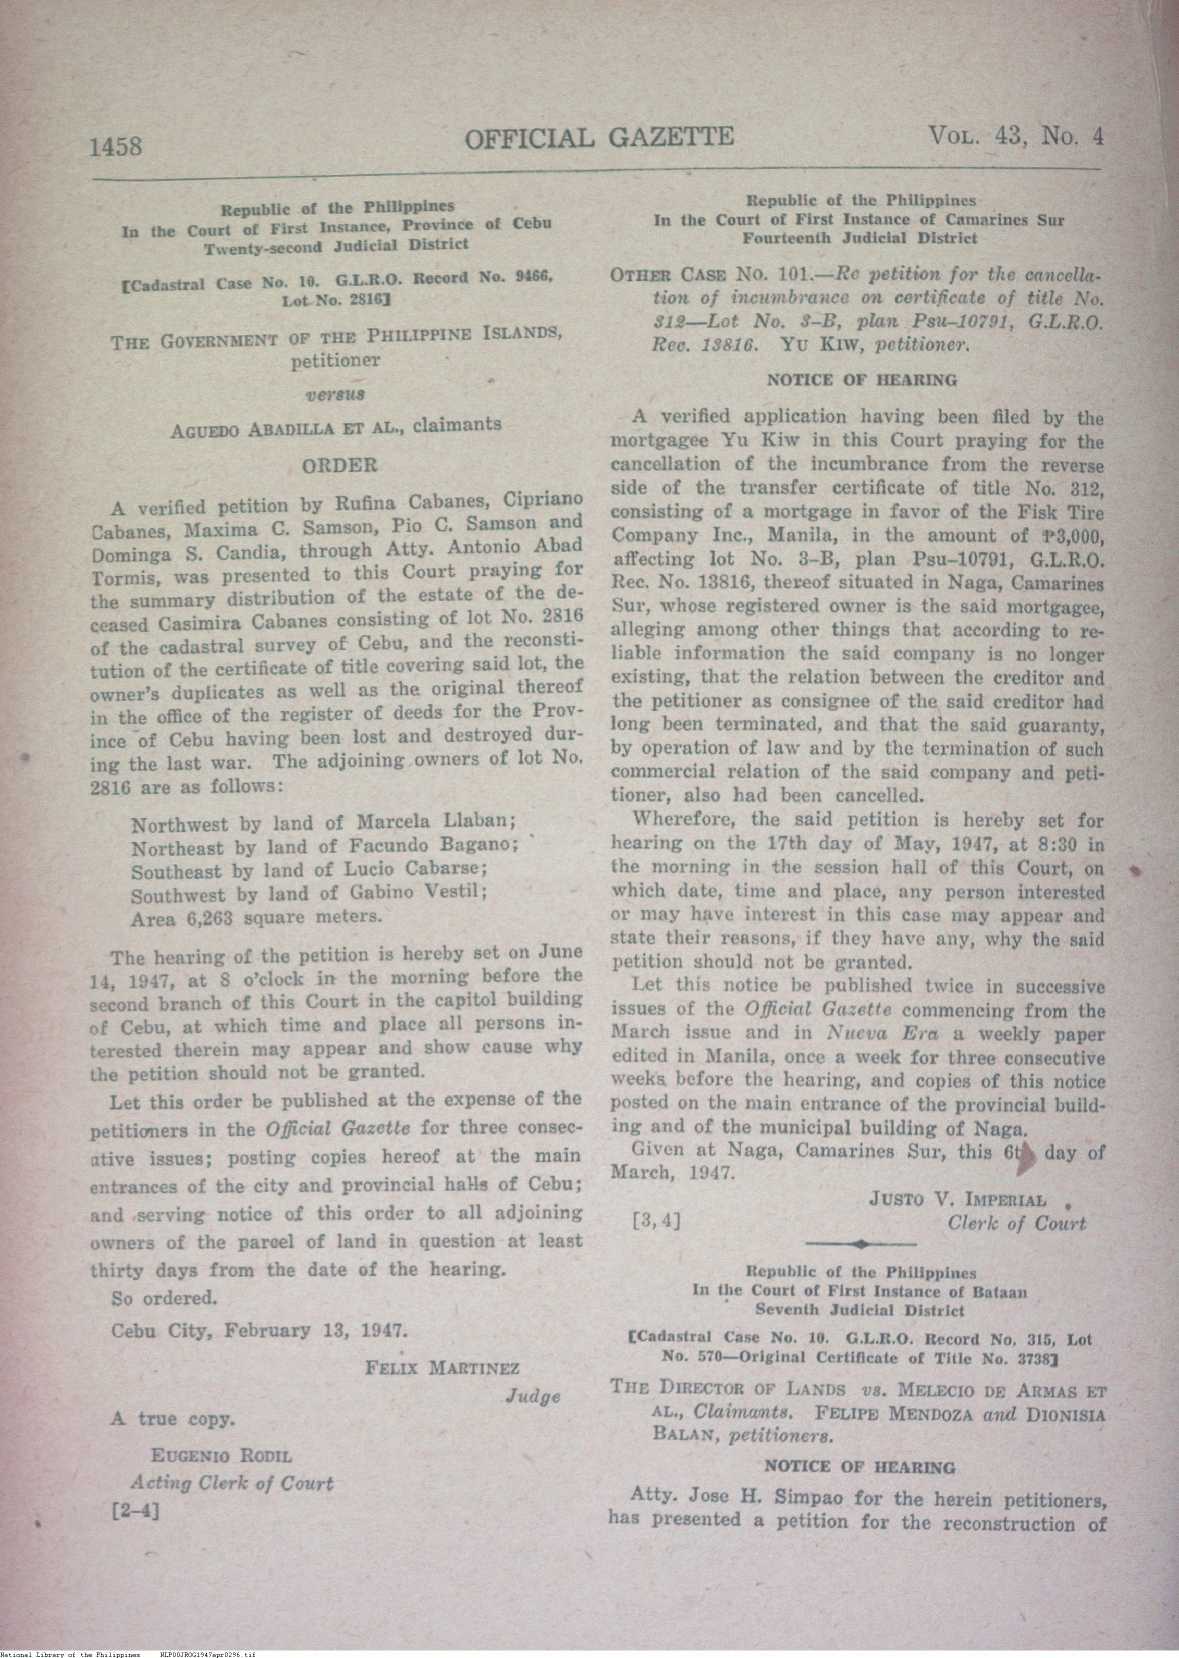 1458
OFFICIAL GAZETTE
VOL. 43, No. 4
Republic of the Philippines
In the Court of First Instance, Province of Cebu
Twenty-second Judicial District
[Cadastral Case No. 10. G.L.R.O. Record No. 9466,
Lot No. 2816]
THE GOVERNMENT OF THE PHILIPPINE ISLANDS,
petitioner
versus
AGUEDO ABADILLA ET AL., claimants
ORDER
A verified petition by Rufina Cabanes, Cipriano
Cabanes, Maxima C. Samson, Pio C. Samson and
Dominga S. Candia, through Atty. Antonio Abad
Tormis, was presented to this Court praying for
the summary distribution of the estate of the de-
ceased Casimira Cabanes consisting of lot No. 2816
of the cadastral survey of Cebu, and the reconsti-
tution of the certificate of title covering said lot, the
owner's duplicates as well as the original thereof
in the office of the register of deeds for the Prov-
ince of Cebu having been lost and destroyed dur-
ing the last war. The adjoining owners of lot No.
2816 are as follows:
Northwest by land of Marcela Llaban;
Northeast by land of Facundo Bagano;
Southeast by land of Lucio Cabarse;
Southwest by land of Gabino Vestil;
Area 6,263 square meters.
The hearing of the petition is hereby set on June
14, 1947, at 8 o'clock in the morning before the
second branch of this Court in the capitol building
of Cebu, at which time and place all persons in-
terested therein may appear and show cause why
the petition should not be granted.
Let this order be published at the expense of the
petitioners in the Official Gazette for three consec-
ative issues; posting copies hereof at the main
entrances of the city and provincial halls of Cebu;
and serving notice of this order to all adjoining
owners of the parcel of land in question at least
thirty days from the date of the hearing.
So ordered.
Cebu City, February 13, 1947.
FELIX MARTINEZ
Judge
A true copy.
EUGENIO RODIL
Acting Clerk of Court
[2–4]
Republic of the Philippines
In the Court of First Instance of Camarines Sur
Fourteenth Judicial District
OTHER CASE No. 101.—Re petition for the cancella-
tion of incumbrance on certificate of title No.
312—Lot No. 3–B, plan Psu–10791, G.L.R.O.
Rec. 13816. YU KIW, petitioner.
NOTICE OF HEARING
A verified application having been filed by the
mortgagee Yu Kiw in this Court praying for the
cancellation of the incumbrance from the reverse
side of the transfer certificate of title No. 312,
consisting of a mortgage in favor of the Fisk Tire
Company Inc., Manila, in the amount of ₱3,000,
affecting lot No. 3–B, plan Psu–10791, G.L.R.O.
Rec. No. 13816, thereof situated in Naga, Camarines
Sur, whose registered owner is the said mortgagee,
alleging among other things that according to re-
liable information the said company is no longer
existing, that the relation between the creditor and
the petitioner as consignee of the said creditor had
long been terminated, and that the said guaranty,
by operation of law and by the termination of such
commercial relation of the said company and peti-
tioner, also had been cancelled.
Wherefore, the said petition is hereby set for
hearing on the 17th day of May, 1947, at 8:30 in
the morning in the session hall of this Court, on
which date, time and place, any person interested
or may have interest in this case may appear and
state their reasons, if they have any, why the said
petition should not be granted.
Let this notice be published twice in successive
issues of the Official Gazette commencing from the
March issue and in Nueva Era a weekly paper
edited in Manila, once a week for three consecutive
weeks before the hearing, and copies of this notice
posted on the main entrance of the provincial build-
ing and of the municipal building of Naga.
Given at Naga, Camarines Sur, this 6th day of
March, 1947.
JUSTO V. IMPERIAL
[3, 4] Clerk of Court
Republic of the Philippines
In the Court of First Instance of Bataan
Seventh Judicial District
[Cadastral Case No. 10. G.L.R.O. Record No. 315, Lot
No. 570—Original Certificate of Title No. 3738]
THE DIRECTOR OF LANDS vs. MELECIO DE ARMAS ET
AL., Claimants. FELIPE MENDOZA and DIONISIA
BALAN, petitioners.
NOTICE OF HEARING
Atty. Jose H. Simpao for the herein petitioners,
has presented a petition for the reconstruction of
National Library of the Philippines NLP00JROG1947apr0296.tif